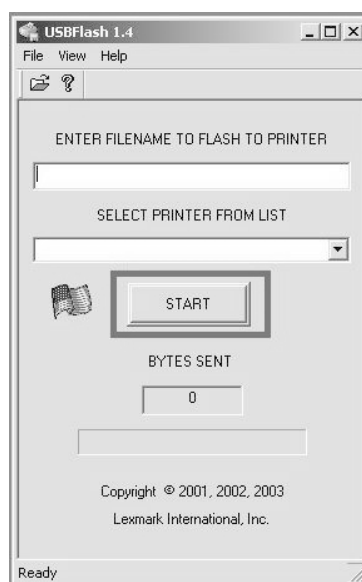 USBFlash 1.4
File View Help
ENTER FILENAME TO FLASH TO PRINTER
SELECT PRINTER FROM LIST
START
BYTES SENT
0
Copyright © 2001, 2002, 2003
Lexmark International, Inc.
Ready